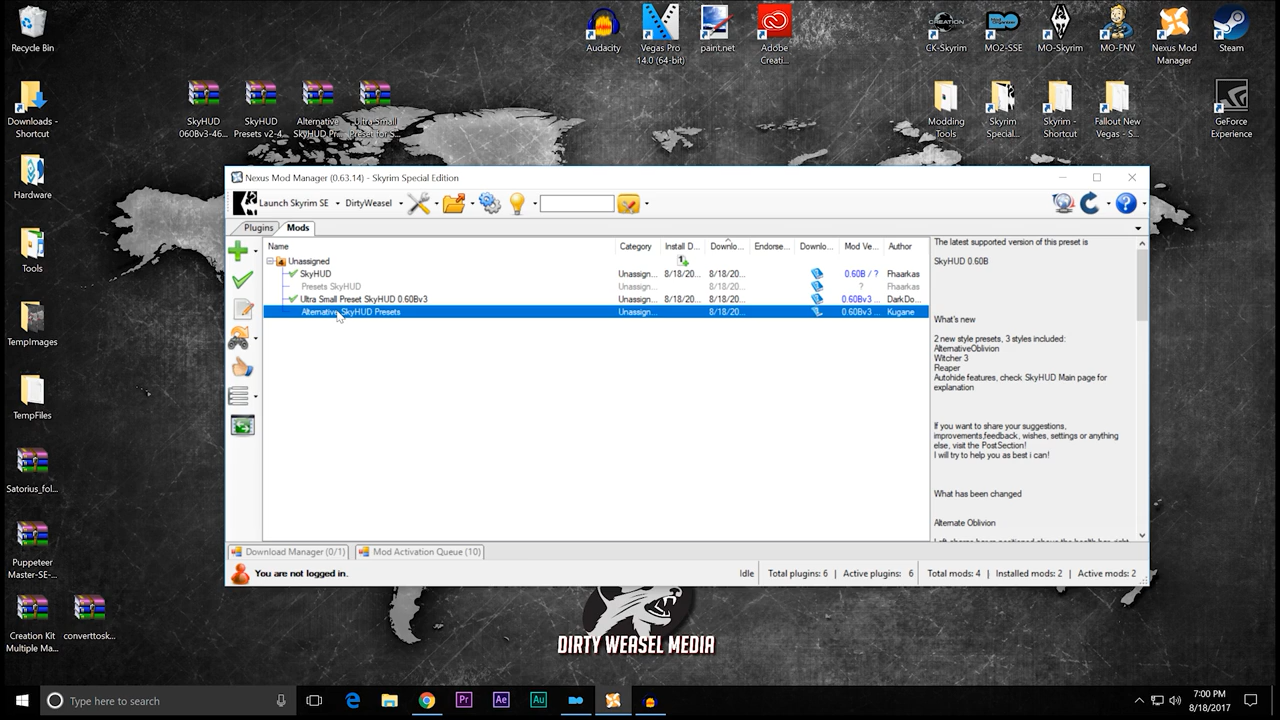 Recycle Bin
Audacity
Vegas Pro
14.0 (64-bit)
paint.net
Adobe
Creati...
CREATION
CK-Skyrim
MO2-SSE
MO-Skyrim
MO-FNV
Nexus Mod
Manager
Steam
Downloads -
Shortcut
SkyHUD
0608v3-46...
SkyHUD
Presets v2-4...
Alternative
SkyHUD Pr...
Ultra Small
Preset for S...
Modding
Tools
Skyrim
Special...
Skyrim -
Shortcut
Fallout New
Vegas - S...
GeForce
Experience
Hardware
Tools
TempImages
TempFiles
Satorius_fol...
Puppeteer
Master-SE-...
Creation Kit
Multiple Ma...
converttosk...
Nexus Mod Manager (0.63.14) - Skyrim Special Edition
Launch Skyrim SE
DirtyWeasel
Plugins
Mods
Name Category Install D... Downlo... Endorse... Downlo... Mod Ve... Author
4 Unassigned
SkyHUD Unassign... 8/18/20... 8/18/20... 0.60B / ? Fhaarkas
Presets SkyHUD Unassign... 8/18/20... ? Fhaarkas
Ultra Small Preset SkyHUD 0.60Bv3 Unassign... 8/18/20... 8/18/20... 0.60Bv3 ... DarkDo...
Alternative SkyHUD Presets Unassign... 8/18/20... 0.60Bv3 ... Kugane
The latest supported version of this preset is
SkyHUD 0.60B
What's new
2 new style presets, 3 styles included:
AlternativeOblivion
Witcher 3
Reaper
Autohide features, check SkyHUD Main page for
explanation
If you want to share your suggestions,
improvements,feedback, wishes, settings or anything
else, visit the PostSection!
I will try to help you as best i can!
What has been changed
Alternate Oblivion
Download Manager (0/1)
Mod Activation Queue (10)
You are not logged in.
Idle
Total plugins: 6 | Active plugins: 6
Total mods: 4 | Installed mods: 2 | Active mods: 2
DIRTY WEASEL MEDIA
Type here to search
Pr
Ae
Au
7:00 PM
8/18/2017